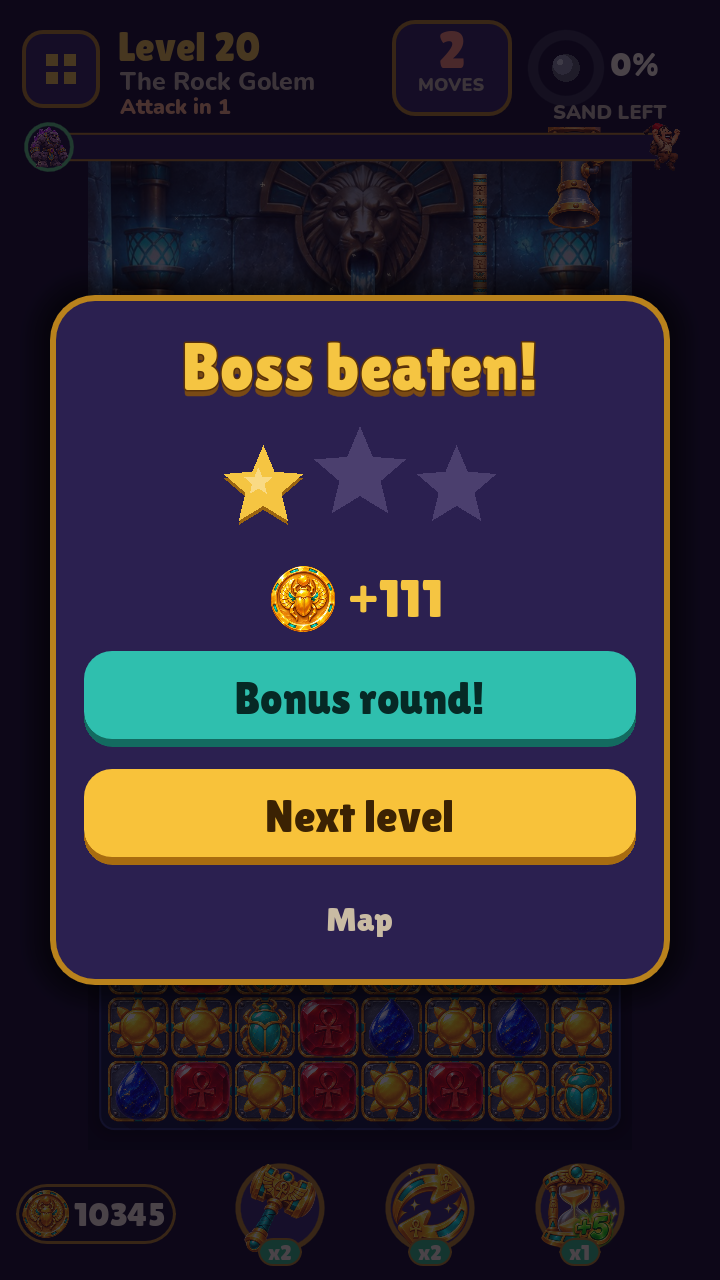 Level 20
The Rock Golem
Attack in 1
2
MOVES
0%
SAND LEFT
Boss beaten!
+111
Bonus round!
Next level
Map
10345
x2
x2
+5
x1